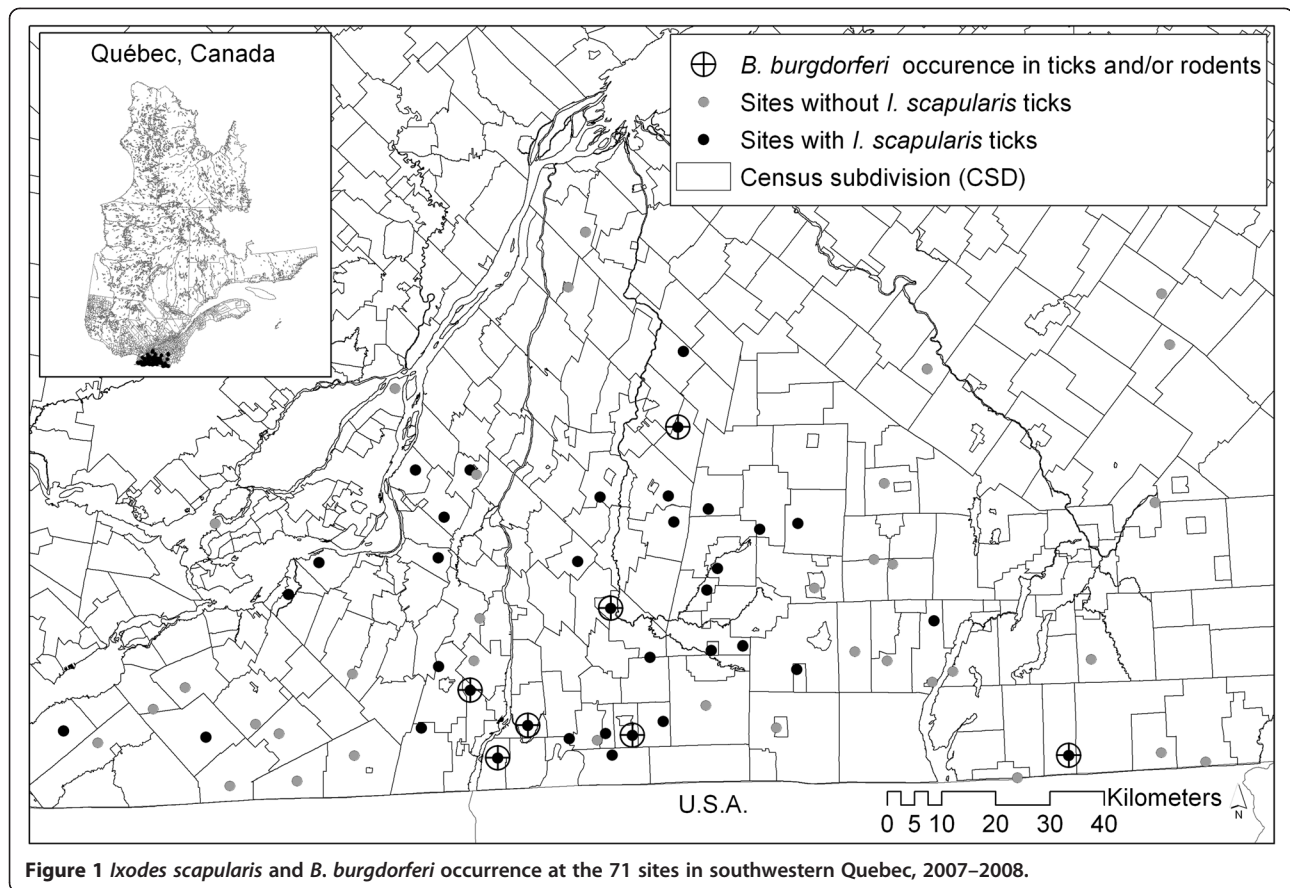 Québec, Canada
B. burgdorferi occurence in ticks and/or rodents
Sites without I. scapularis ticks
Sites with I. scapularis ticks
Census subdivision (CSD)
U.S.A.
Kilometers
0 5 10 20 30 40
N
Figure 1 Ixodes scapularis and B. burgdorferi occurrence at the 71 sites in southwestern Quebec, 2007–2008.